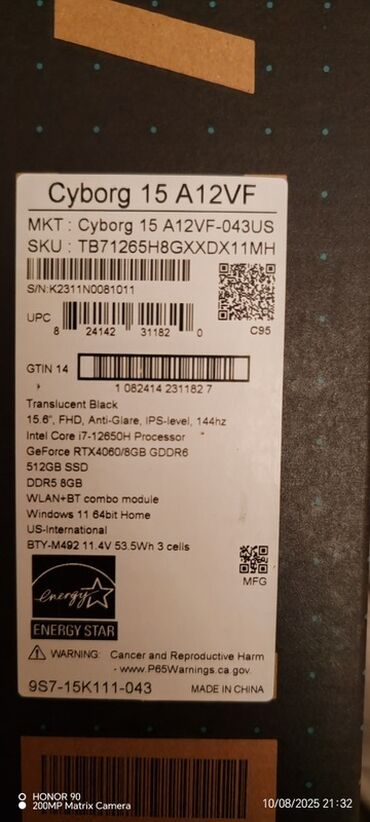 Cyborg 15 A12VF
MKT : Cyborg 15 A12VF-043US
SKU : TB71265H8GXXDX11MH
S/N:K2311N0081011
UPC
8 24142 31182 0
C95
GTIN 14
1 082414 231182 7
Translucent Black
15.6", FHD, Anti-Glare, IPS-level, 144hz
Intel Core i7-12650H Processor
GeForce RTX4060/8GB GDDR6
512GB SSD
DDR5 8GB
WLAN+BT combo module
Windows 11 64bit Home
US-International
BTY-M492 11.4V 53.5Wh 3 cells
MFG
energy
ENERGY STAR
WARNING: Cancer and Reproductive Harm
- www.P65Warnings.ca.gov
9S7-15K111-043 MADE IN CHINA
HONOR 90
200MP Matrix Camera
10/08/2025 21:32